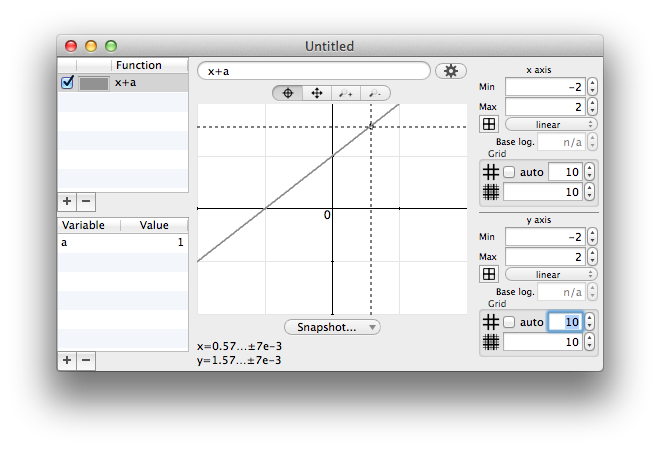 Untitled
Function
x+a
+ −
Variable Value
a 1
+ −
x+a
0
Snapshot...
x=0.57...±7e-3
y=1.57...±7e-3
x axis
Min -2
Max 2
linear
Base log. n/a
Grid
auto 10
10
y axis
Min -2
Max 2
linear
Base log. n/a
Grid
auto 10
10